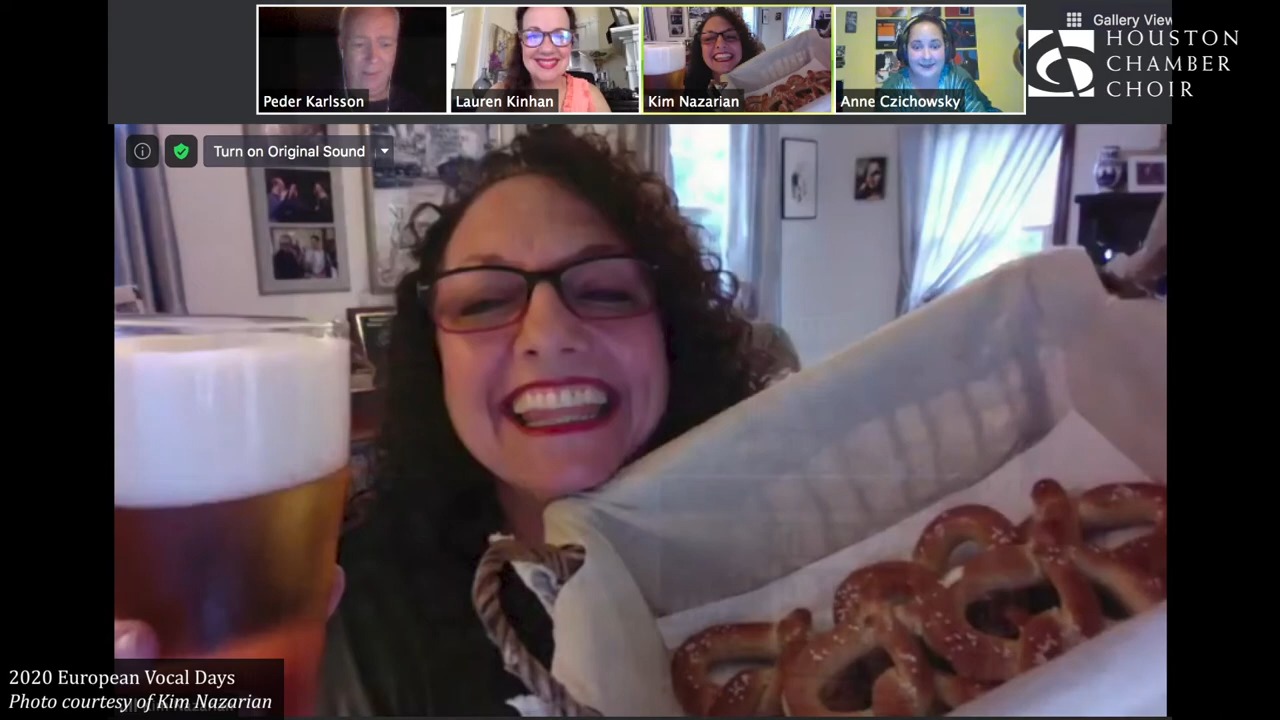 Peder Karlsson
Lauren Kinhan
Kim Nazarian
Anne Czichowsky
Gallery View
HOUSTON
CHAMBER
CHOIR
Turn on Original Sound
2020 European Vocal Days
Photo courtesy of Kim Nazarian